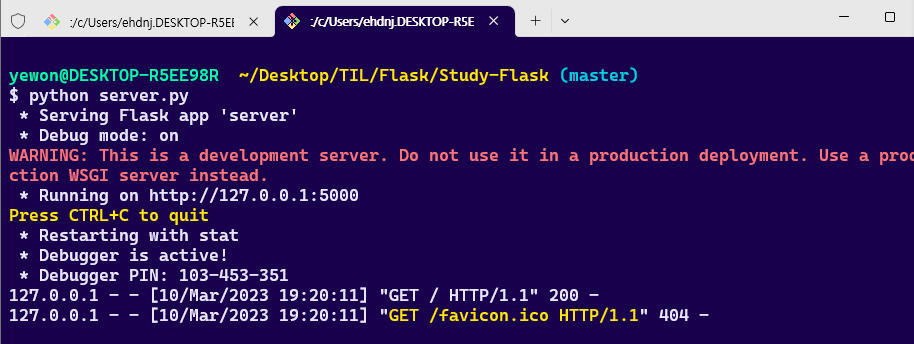 :/c/Users/ehdnj.DESKTOP-R5EE :/c/Users/ehdnj.DESKTOP-R5E
yewon@DESKTOP-R5EE98R ~/Desktop/TIL/Flask/Study-Flask (master)
$ python server.py
* Serving Flask app 'server'
* Debug mode: on
WARNING: This is a development server. Do not use it in a production deployment. Use a prod
ction WSGI server instead.
* Running on http://127.0.0.1:5000
Press CTRL+C to quit
* Restarting with stat
* Debugger is active!
* Debugger PIN: 103-453-351
127.0.0.1 - - [10/Mar/2023 19:20:11] "GET / HTTP/1.1" 200 -
127.0.0.1 - - [10/Mar/2023 19:20:11] "GET /favicon.ico HTTP/1.1" 404 -